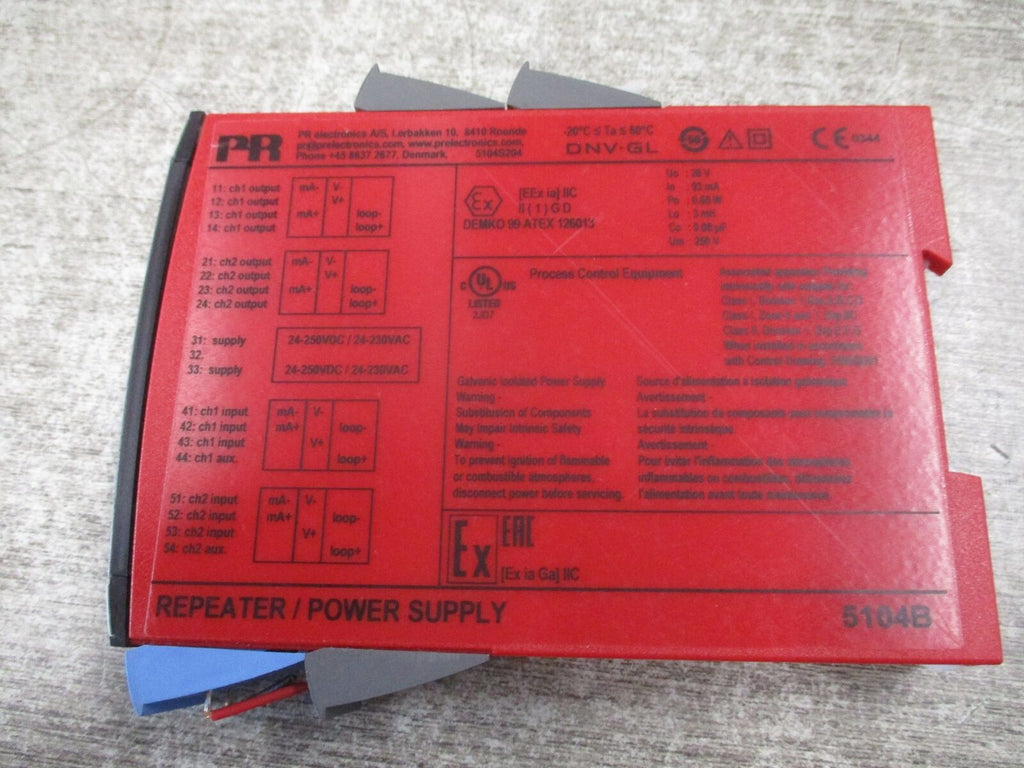 PR
PR electronics A/S, Lerbakken 10, 8410 Roende
pr@prelectronics.com, www.prelectronics.com,
Phone +45 8637 2677, Denmark, 5104S204
-20°C ≤ Ta ≤ 60°C
DNV·GL
CE 0344
11: ch1 output
12: ch1 output
13: ch1 output
14: ch1 output
mA- V-
V+
mA+ loop-
loop+
21: ch2 output
22: ch2 output
23: ch2 output
24: ch2 output
mA- V-
V+
mA+ loop-
loop+
31: supply
32.
33: supply
24-250VDC / 24-230VAC
24-250VDC / 24-230VAC
41: ch1 input
42: ch1 input
43: ch1 input
44: ch1 aux.
mA- V-
mA+ loop-
V+
loop+
51: ch2 input
52: ch2 input
53: ch2 input
54: ch2 aux.
mA- V-
mA+ loop-
V+
loop+
Ex
[EEx ia] IIC
II ( 1 ) G D
DEMKO 99 ATEX 126013
Uo : 28 V
Io : 93 mA
Po : 0.65 W
Lo : 3 mH
Co : 0.08 µF
Um : 250 V
c UL us
LISTED
2JD7
Process Control Equipment
Galvanic Isolated Power Supply
Warning -
Substitution of Components
May Impair Intrinsic Safety
Warning -
To prevent ignition of flammable
or combustible atmospheres,
disconnect power before servicing.
Source d'alimentation a isolation galvanique
Avertissement -
La substitution de composants peut compromettre la
sécurité intrinsèque.
Avertissement -
Pour éviter l'inflammation des atmosphères
inflammables ou combustibles, débranchez
l'alimentation avant toute maintenance.
Ex
EAC
[Ex ia Ga] IIC
REPEATER / POWER SUPPLY
5104B